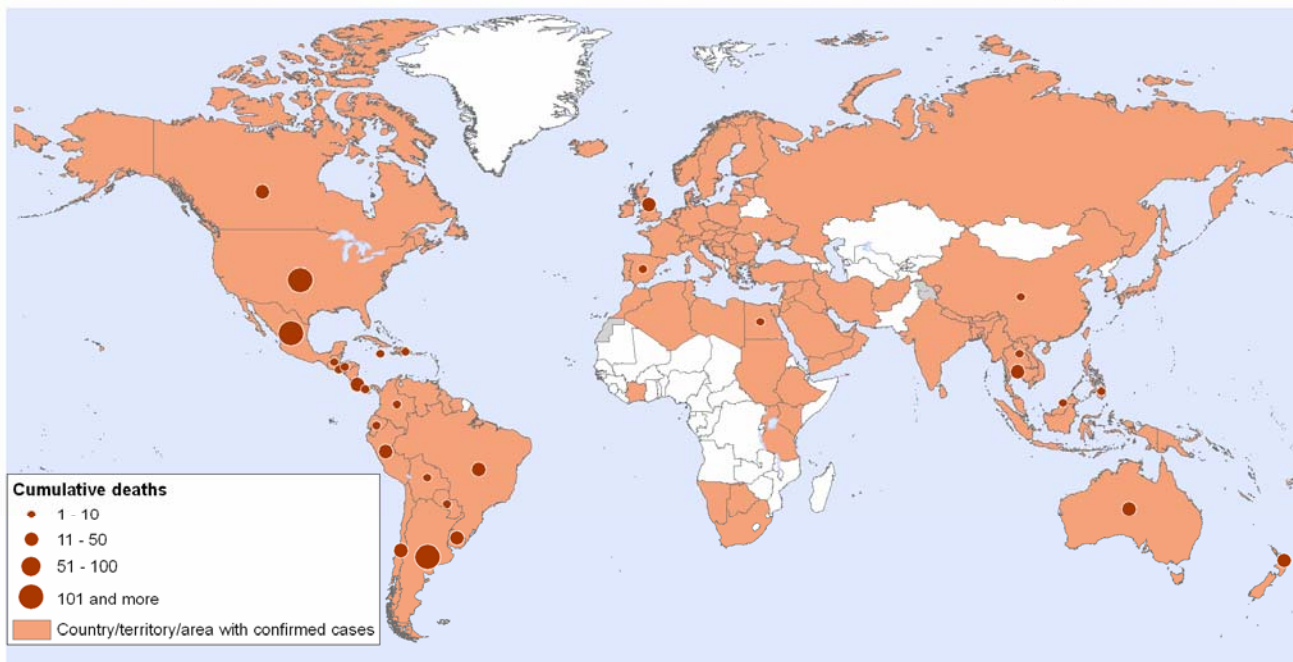 Cumulative deaths
1 - 10
11 - 50
51 - 100
101 and more
Country/territory/area with confirmed cases